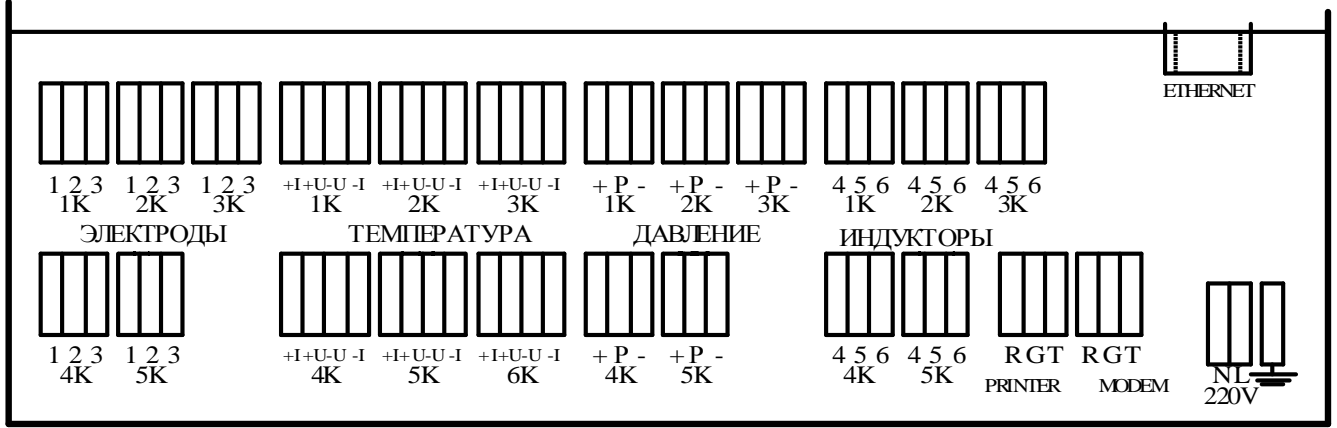 ETHERNET
1 2 3 1 2 3 1 2 3 +I+U-U -I +I+U-U -I +I+U-U -I + P - + P - + P - 4 5 6 4 5 6 4 5 6
1K 2K 3K 1K 2K 3K 1K 2K 3K 1K 2K 3K
ЭЛЕКТРОДЫ ТЕМПЕРАТУРА ДАВЛЕНИЕ ИНДУКТОРЫ
1 2 3 1 2 3 +I+U-U -I +I+U-U -I +I+U-U -I + P - + P - 4 5 6 4 5 6 R G T R G T
4K 5K 4K 5K 6K 4K 5K 4K 5K
PRINTER MODEM
N L
220V